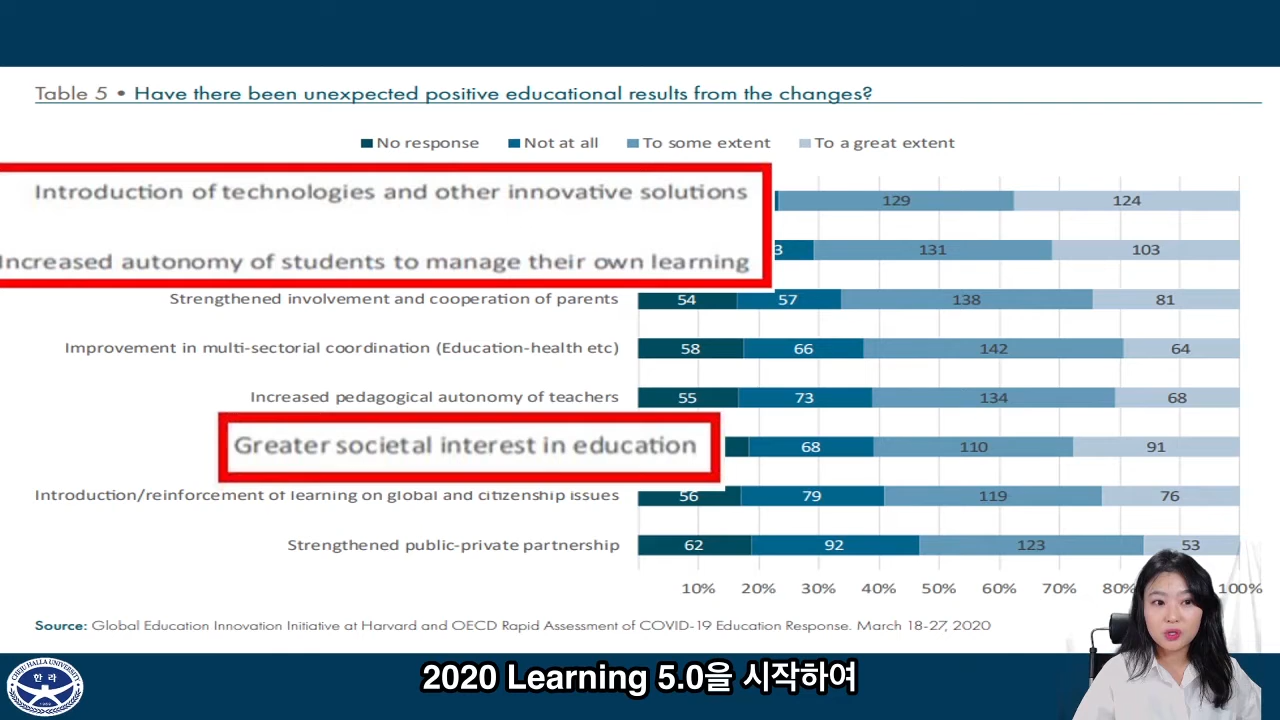 Table 5 • Have there been unexpected positive educational results from the changes?
No response Not at all To some extent To a great extent
Introduction of technologies and other innovative solutions 129 124
Increased autonomy of students to manage their own learning 3 131 103
Strengthened involvement and cooperation of parents 54 57 138 81
Improvement in multi-sectorial coordination (Education-health etc) 58 66 142 64
Increased pedagogical autonomy of teachers 55 73 134 68
Greater societal interest in education 68 110 91
Introduction/reinforcement of learning on global and citizenship issues 56 79 119 76
Strengthened public-private partnership 62 92 123 53
10% 20% 30% 40% 50% 60% 70% 80% 100%
Source: Global Education Innovation Initiative at Harvard and OECD Rapid Assessment of COVID-19 Education Response. March 18-27, 2020
CHEJU HALLA UNIVERSITY
한라
2020 Learning 5.0을 시작하여